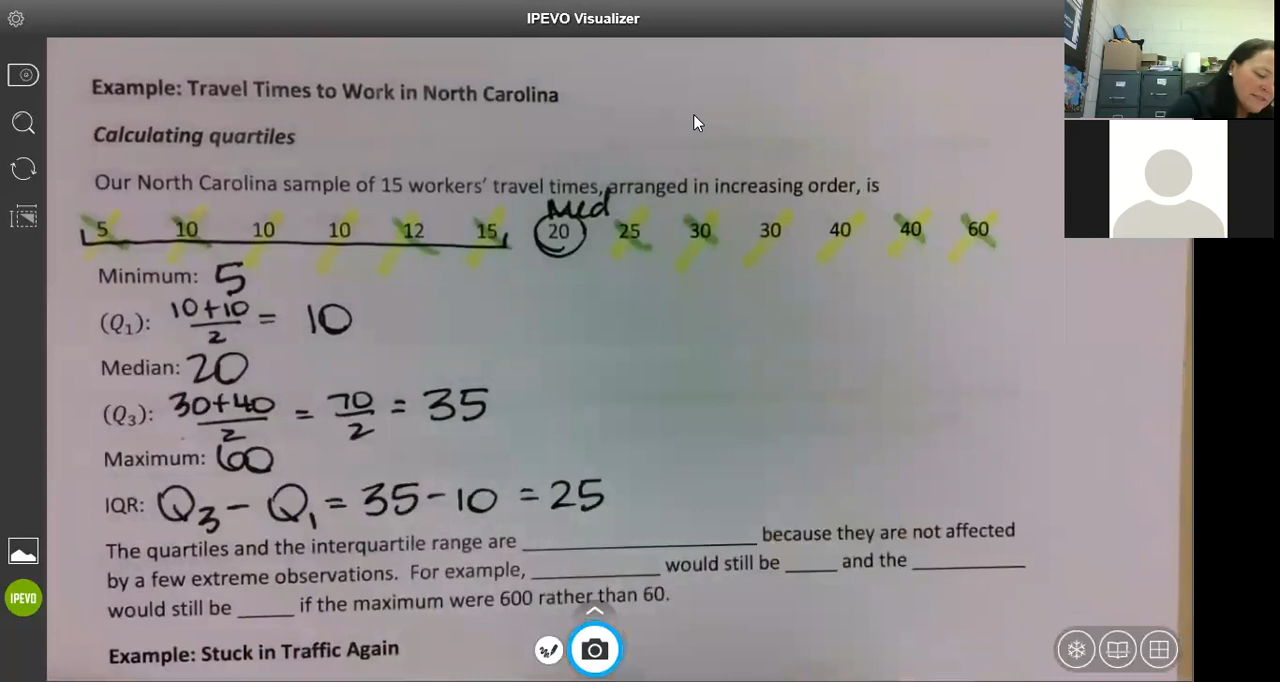 IPEVO Visualizer
Example: Travel Times to Work in North Carolina
Calculating quartiles
Our North Carolina sample of 15 workers' travel times, arranged in increasing order, is
Med
5 10 10 10 12 15 20 25 30 30 40 40 60
Minimum: 5
(Q₁): 10+10/2 = 10
Median: 20
(Q₃): 30+40/2 = 70/2 = 35
Maximum: 60
IQR: Q₃ - Q₁ = 35 - 10 = 25
The quartiles and the interquartile range are ____________________ because they are not affected
by a few extreme observations. For example, ____________ would still be _____ and the ___________
would still be _____ if the maximum were 600 rather than 60.
Example: Stuck in Traffic Again
IPEVO